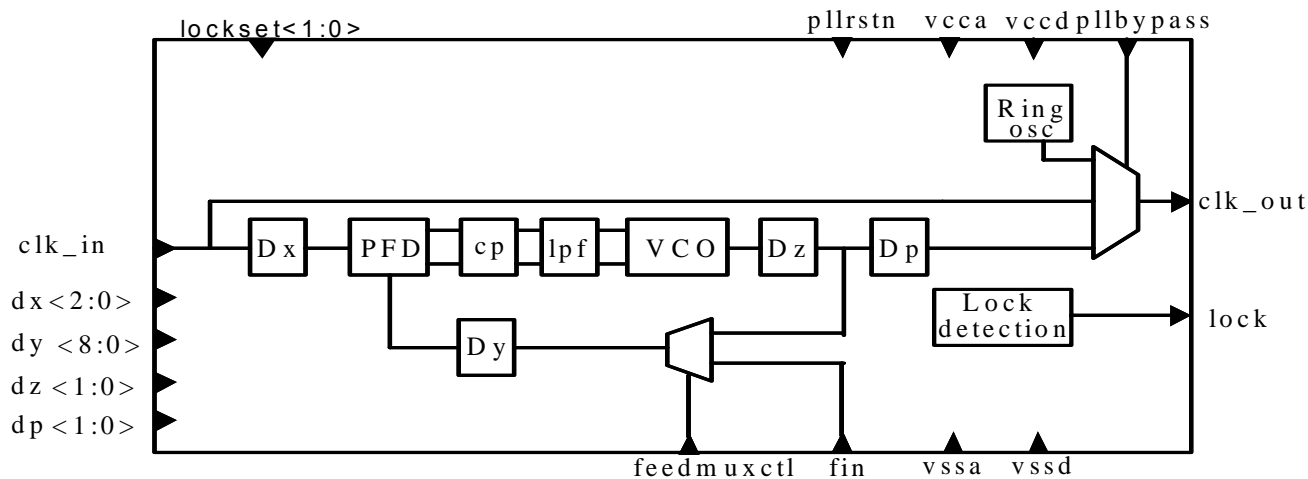 lockset<1:0>
pllrstn vcca vccd pllbypass
Ring
osc
clk_out
clk_in
Dx PFD cp lpf VCO Dz Dp
dx<2:0>
Lock
detection
lock
dy<8:0>
Dy
dz<1:0>
dp<1:0>
feedmuxctl fin vssa vssd